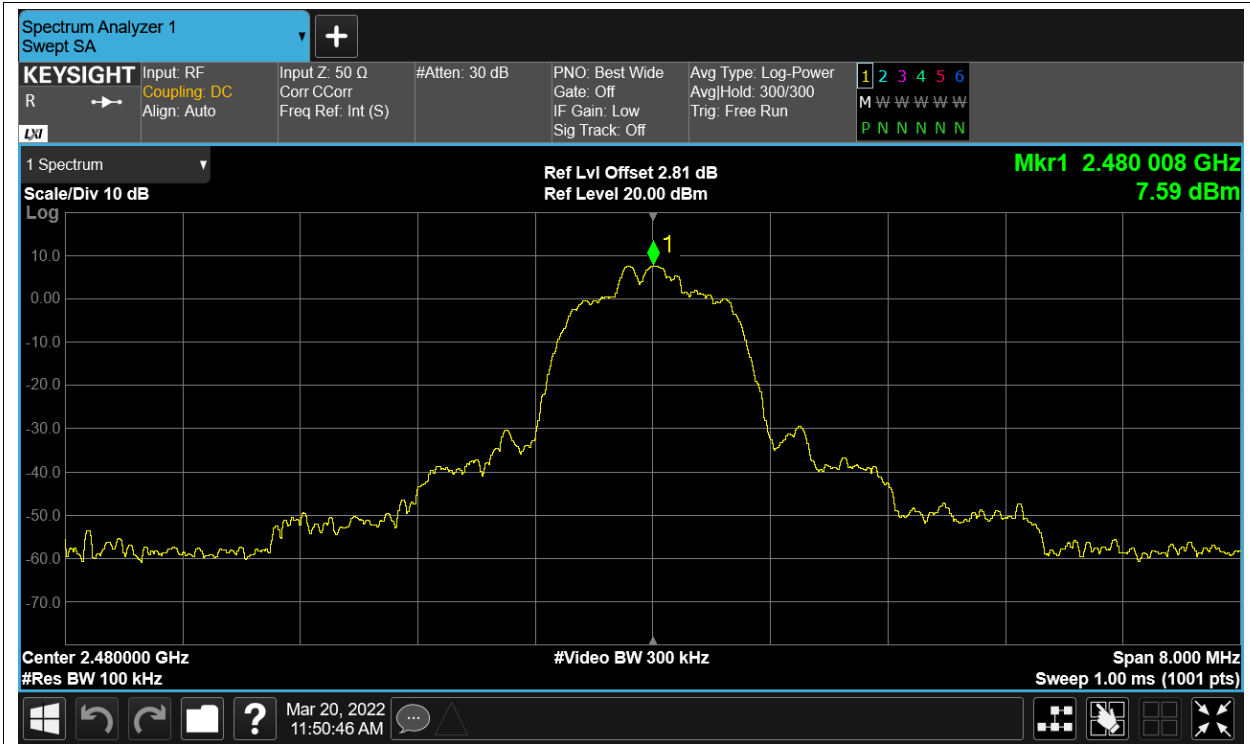 Spectrum Analyzer 1
Swept SA
KEYSIGHT
R
LXI
Input: RF
Coupling: DC
Align: Auto
Input Z: 50 Ω
Corr CCorr
Freq Ref: Int (S)
#Atten: 30 dB
PNO: Best Wide
Gate: Off
IF Gain: Low
Sig Track: Off
Avg Type: Log-Power
Avg|Hold: 300/300
Trig: Free Run
1 2 3 4 5 6
M W W W W W
P N N N N N
1 Spectrum
Scale/Div 10 dB
Log
Ref Lvl Offset 2.81 dB
Ref Level 20.00 dBm
Mkr1 2.480 008 GHz
7.59 dBm
1
10.0
0.00
-10.0
-20.0
-30.0
-40.0
-50.0
-60.0
-70.0
Center 2.480000 GHz
#Res BW 100 kHz
#Video BW 300 kHz
Span 8.000 MHz
Sweep 1.00 ms (1001 pts)
?
Mar 20, 2022
11:50:46 AM